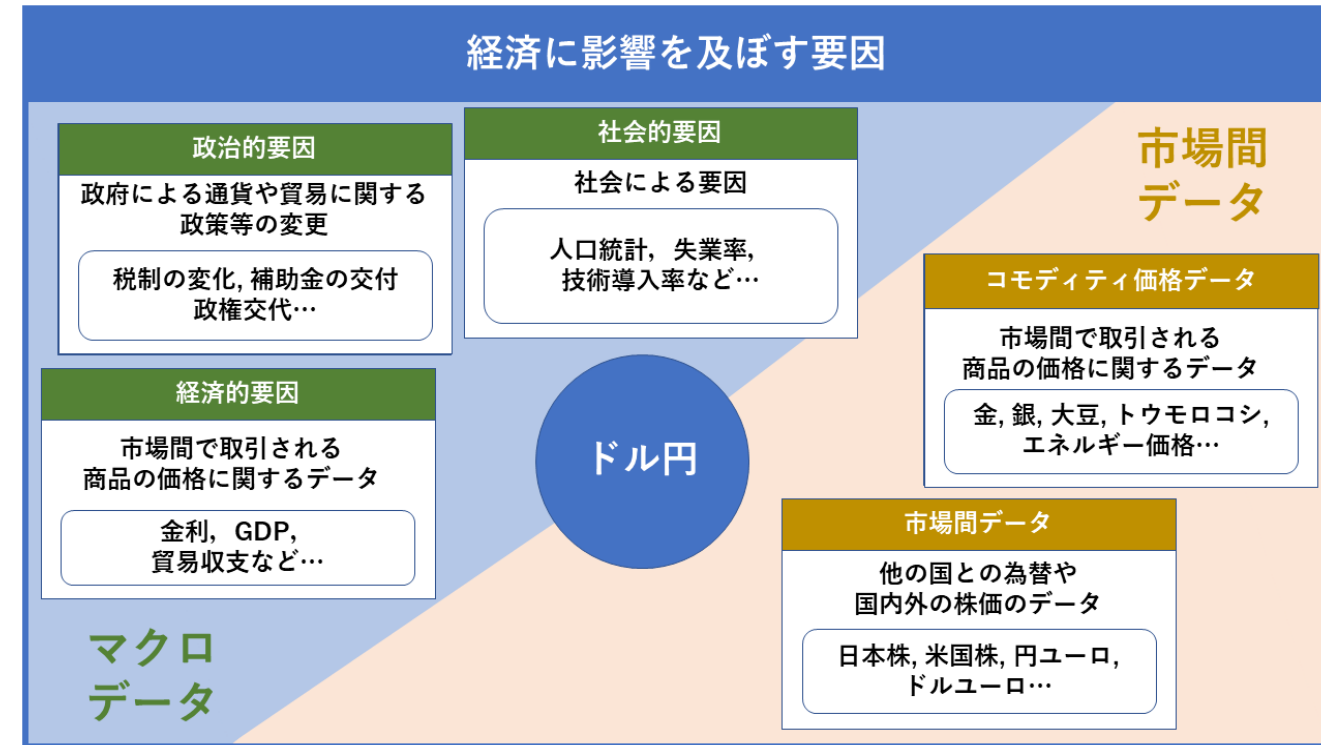 経済に影響を及ぼす要因
政治的要因
政府による通貨や貿易に関する
政策等の変更
税制の変化, 補助金の交付
政権交代…
社会的要因
社会による要因
人口統計, 失業率,
技術導入率など…
経済的要因
市場間で取引される
商品の価格に関するデータ
金利, GDP,
貿易収支など…
マクロ
データ
ドル円
市場間
データ
コモディティ価格データ
市場間で取引される
商品の価格に関するデータ
金, 銀, 大豆, トウモロコシ,
エネルギー価格…
市場間データ
他の国との為替や
国内外の株価のデータ
日本株, 米国株, 円ユーロ,
ドルユーロ…